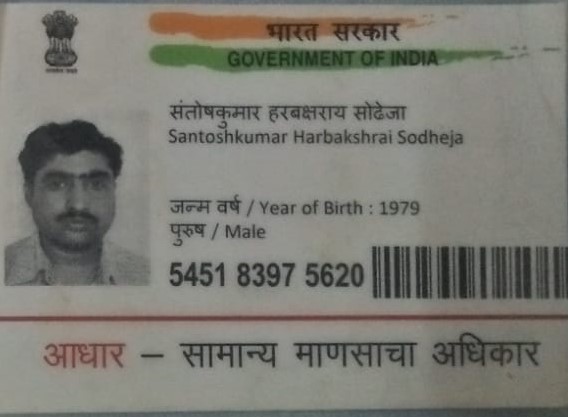 भारत सरकार
GOVERNMENT OF INDIA
संतोषकुमार हरबक्षराय सोढेजा
Santoshkumar Harbakshrai Sodheja
जन्म वर्ष / Year of Birth : 1979
पुरुष / Male
5451 8397 5620
आधार – सामान्य माणसाचा अधिकार